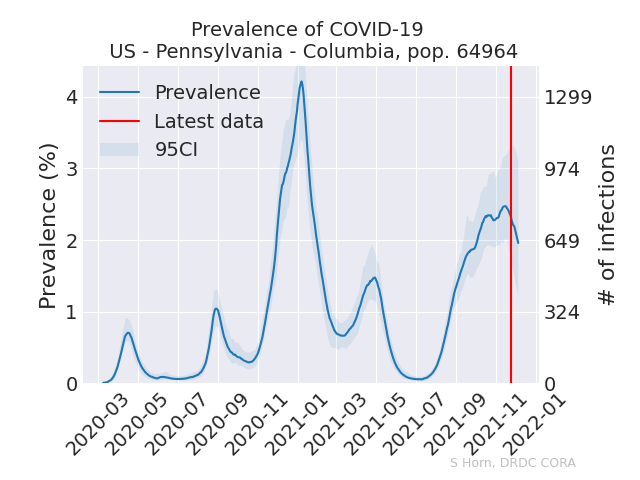 Prevalence of COVID-19
US - Pennsylvania - Columbia, pop. 64964
Prevalence
Latest data
95CI
Prevalence (%)
4
3
2
1
0
# of infections
1299
974
649
324
0
2020-03
2020-05
2020-07
2020-09
2020-11
2021-01
2021-03
2021-05
2021-07
2021-09
2021-11
2022-01
S Horn, DRDC CORA